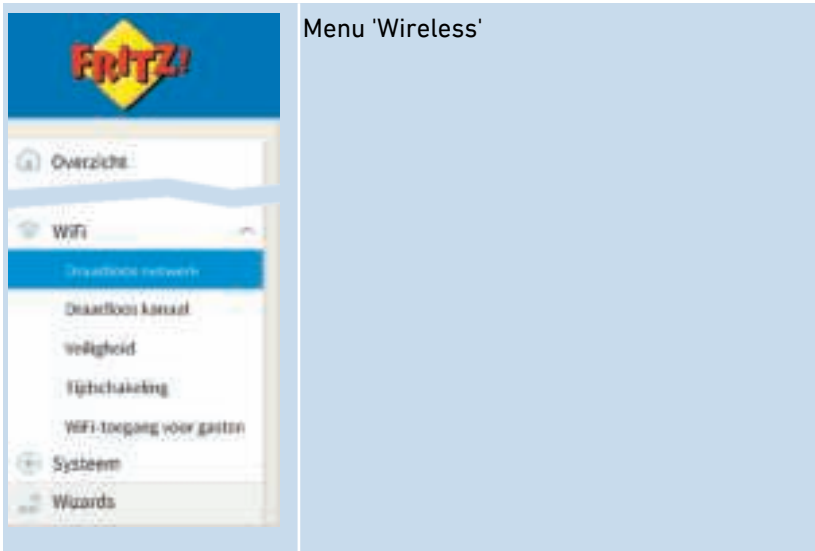 FRITZ!
Menu 'Wireless'
Overzicht
WiFi
Draadloos netwerk
Draadloos kanaal
Veiligheid
Tijdschakeling
WiFi-toegang voor gasten
Systeem
Wizards